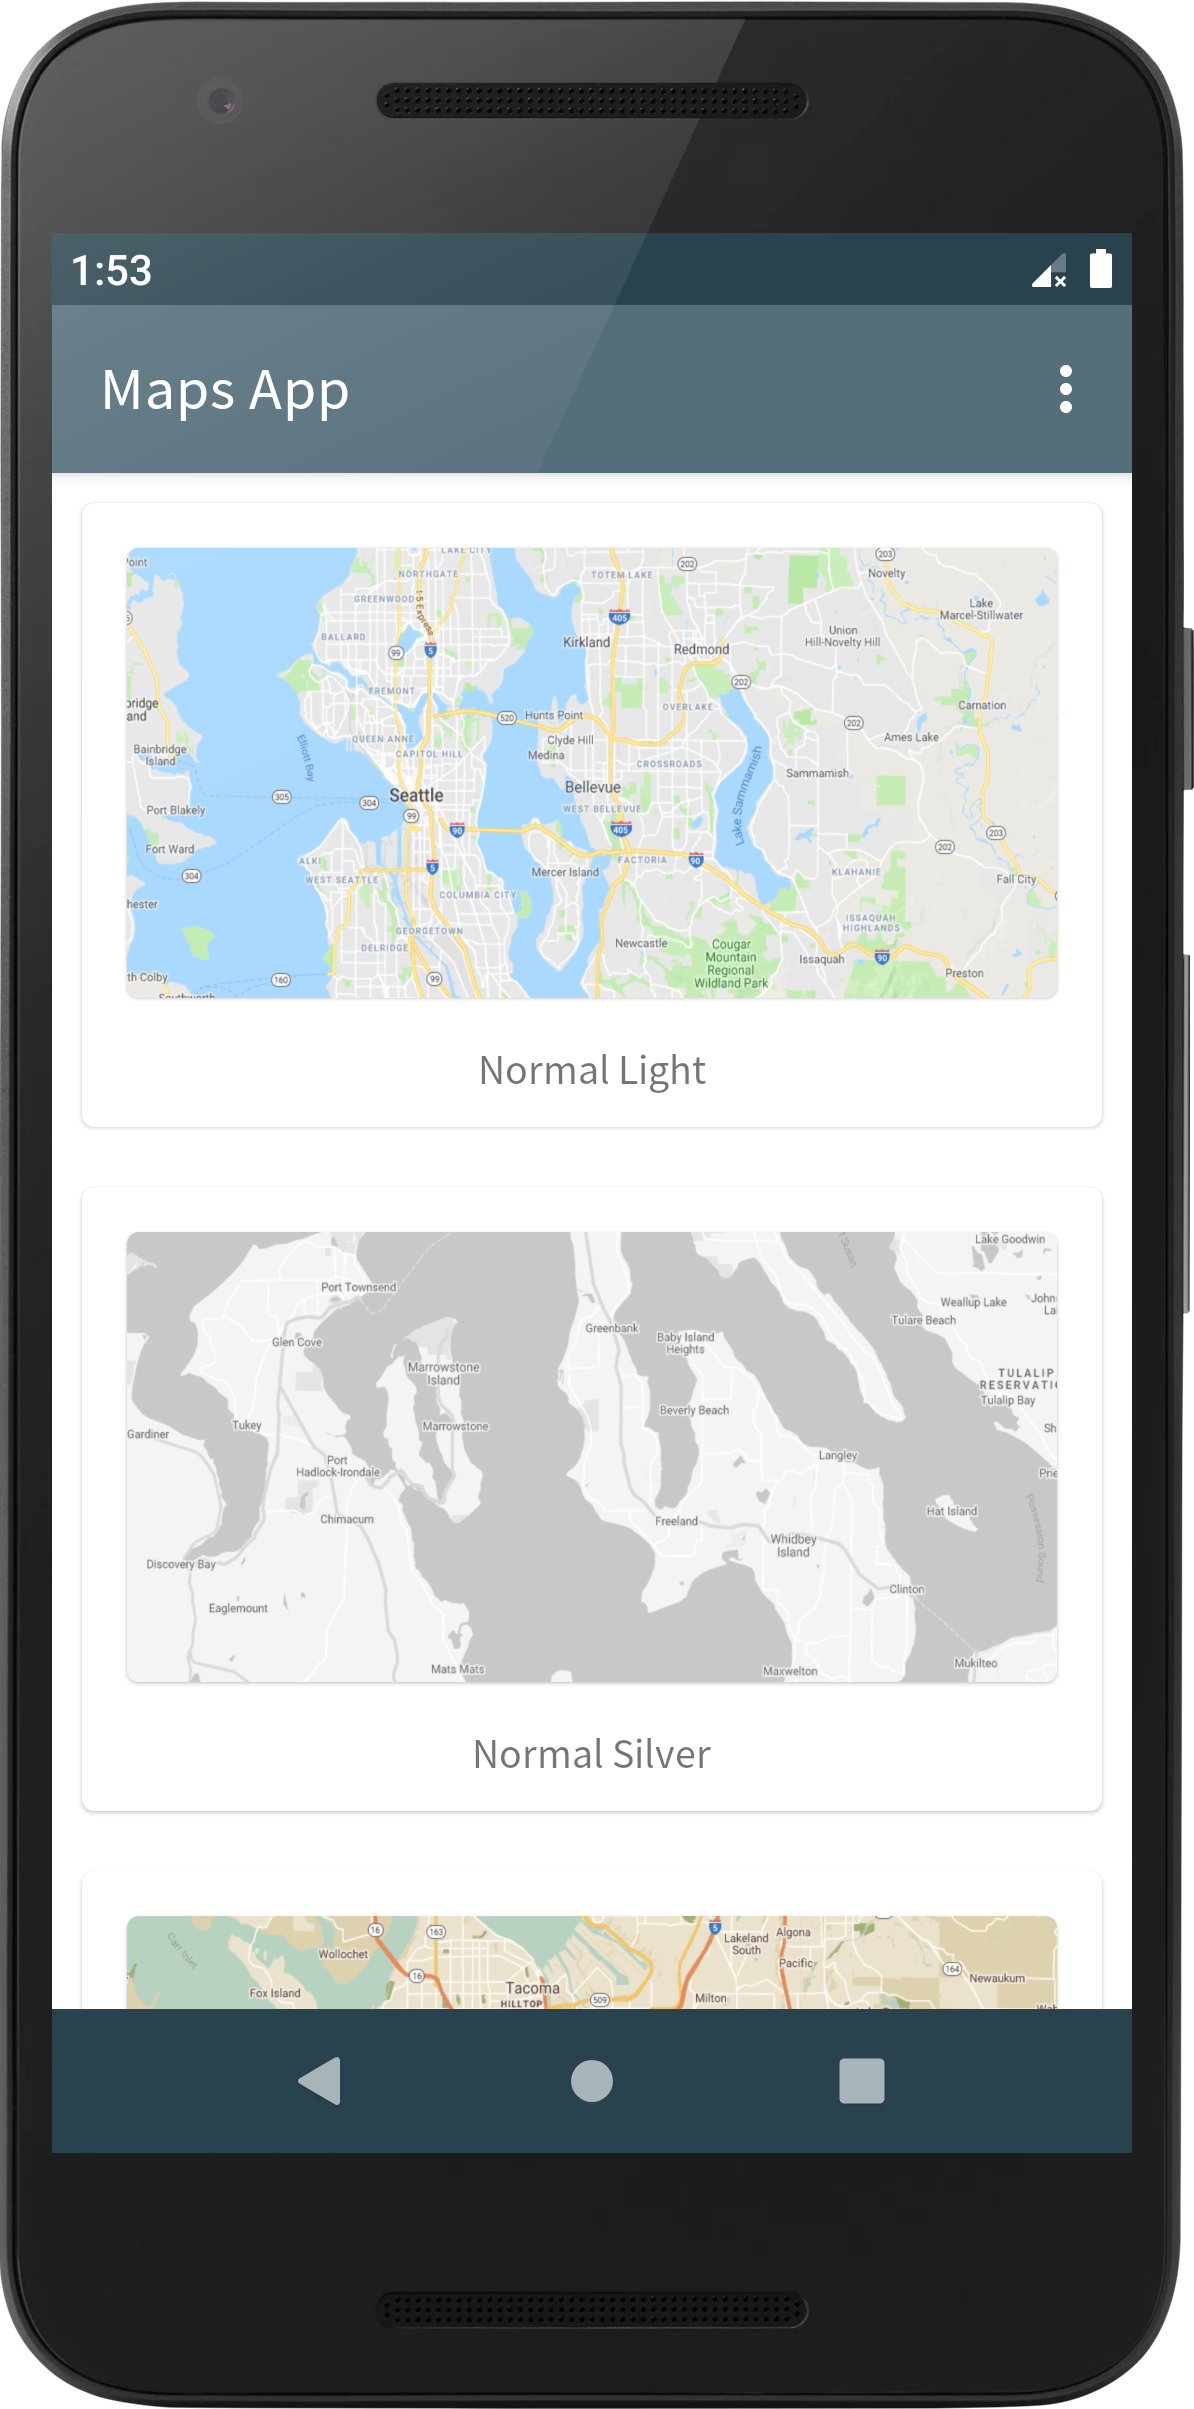 1:53
Maps App
LAKE CITY
Point
NORTHGATE
TOTEM LAKE
202
203
Novelty
GREENWOOD
I-5 Express
405
Lake
Marcel-Stillwater
BALLARD
99
5
Kirkland
Redmond
Union
Hill-Novelty Hill
FREMONT
202
OVERLAKE
bridge
and
520
Hunts Point
202
Carnation
QUEEN ANNE
Clyde Hill
Ames Lake
Bainbridge
Island
Elliott Bay
CAPITOL HILL
Medina
CROSSROADS
Sammamish
Lake Sammamish
305
304
Seattle
Bellevue
Port Blakely
99
WEST BELLEVUE
90
405
203
Fort Ward
ALKI
5
FACTORIA
90
202
304
WEST SEATTLE
Mercer Island
KLAHANIE
Fall City
hester
COLUMBIA CITY
ISSAQUAH
HIGHLANDS
GEORGETOWN
DELRIDGE
Newcastle
Cougar
Mountain
Regional
Wildland Park
Issaquah
90
Preston
th Colby
160
99
Southworth
Normal Light
Lake Goodwin
t Susan
Port Townsend
Weallup Lake
John
La
Greenbank
Tulare Beach
Glen Cove
Baby Island
Heights
Marrowstone
Island
TULALIP
RESERVATIO
Tulalip Bay
Beverly Beach
Tukey
Marrowstone
Gardiner
Sh
Port
Hadlock-Irondale
Langley
Prie
Chimacum
Freeland
Hat Island
Possession Sound
Whidbey
Island
Discovery Bay
Clinton
Eaglemount
Mats Mats
Maxwelton
Mukilteo
Normal Silver
16
163
5
Lakeland
South
Algona
Carr Inlet
Wollochet
Pacific
16
164
Newaukum
Fox Island
Tacoma
HILLTOP
509
Milton